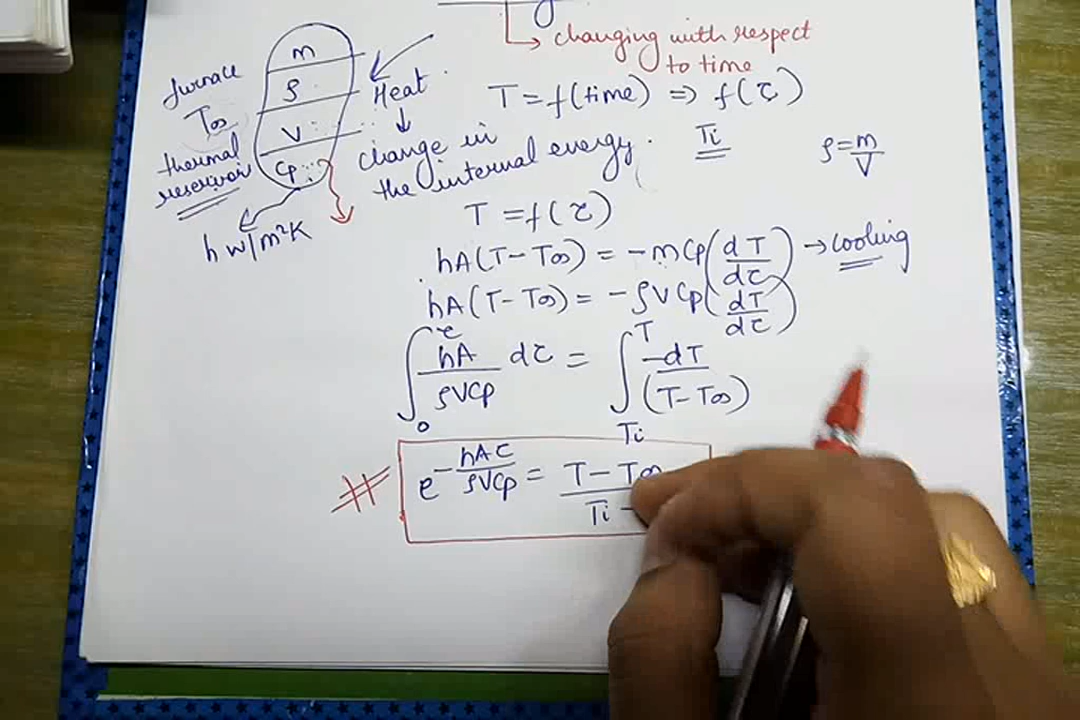 changing with respect
to time
furnace
T∞
thermal
reservoir
m
ρ
V
Cp
Heat
h w/m²K
T = f(time) ⇒ f(τ)
change in
the internal energy.
Ti
ρ = m/V
T = f(τ)
hA(T - T∞) = -mCp(dT/dτ) → cooling
hA(T - T∞) = -ρVCp(dT/dτ)
∫₀^τ hA/ρVCp dτ = ∫_Ti^T -dT/(T - T∞)
e^(-hAτ/ρVCp) = T - T∞/Ti -